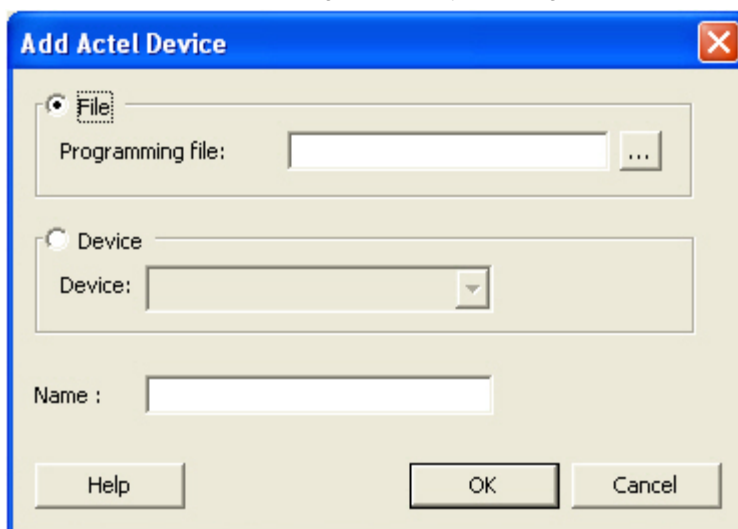 Add Actel Device
File
Programming file:
...
Device
Device:
Name :
Help OK Cancel